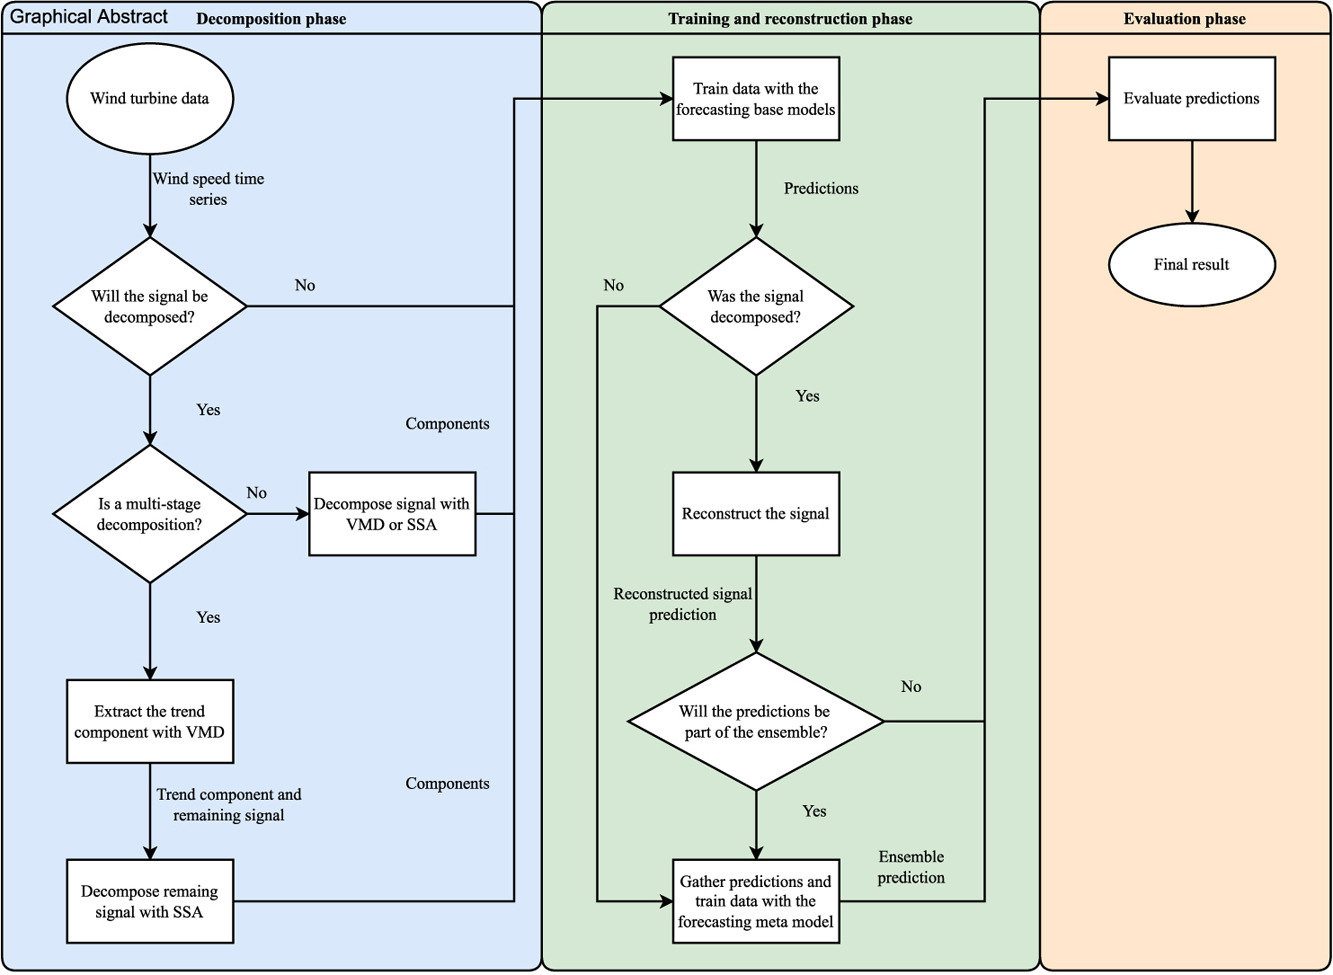 Graphical Abstract
Decomposition phase
Wind turbine data
Wind speed time
series
Will the signal be
decomposed?
No
Yes
Components
Is a multi-stage
decomposition?
No
Decompose signal with
VMD or SSA
Yes
Extract the trend
component with VMD
Trend component and
remaining signal
Components
Decompose remaing
signal with SSA
Training and reconstruction phase
Train data with the
forecasting base models
Predictions
Was the signal
decomposed?
No
Yes
Reconstruct the signal
Reconstructed signal
prediction
Will the predictions be
part of the ensemble?
No
Yes
Gather predictions and
train data with the
forecasting meta model
Ensemble
prediction
Evaluation phase
Evaluate predictions
Final result